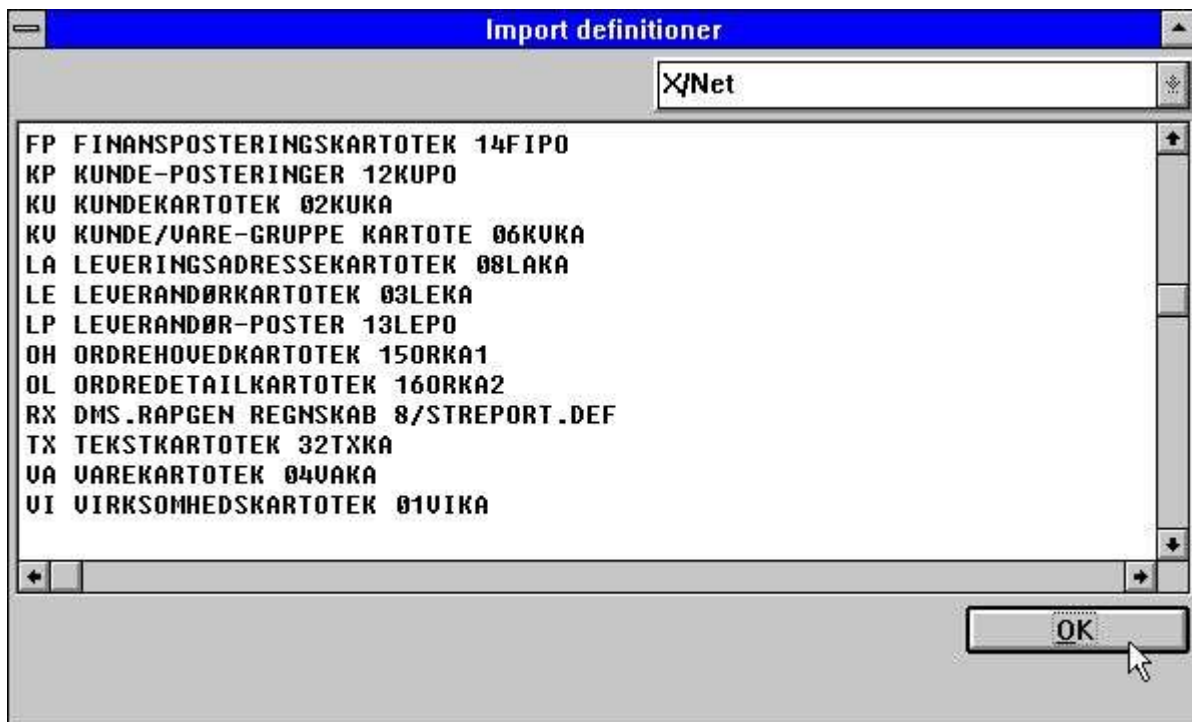 Import definitioner
X/Net
FP FINANSPOSTERINGSKARTOTEK 14FIPO
KP KUNDE-POSTERINGER 12KUPO
KU KUNDEKARTOTEK 02KUKA
KV KUNDE/VARE-GRUPPE KARTOTE 06KVKA
LA LEVERINGSADRESSEKARTOTEK 08LAKA
LE LEVERANDØRKARTOTEK 03LEKA
LP LEVERANDØR-POSTER 13LEPO
OH ORDREHOVEDKARTOTEK 15ORKA1
OL ORDREDETAILKARTOTEK 16ORKA2
RX DMS.RAPGEN REGNSKAB 8/STREPORT.DEF
TX TEKSTKARTOTEK 32TXKA
VA VAREKARTOTEK 04VAKA
VI VIRKSOMHEDSKARTOTEK 01VIKA
OK